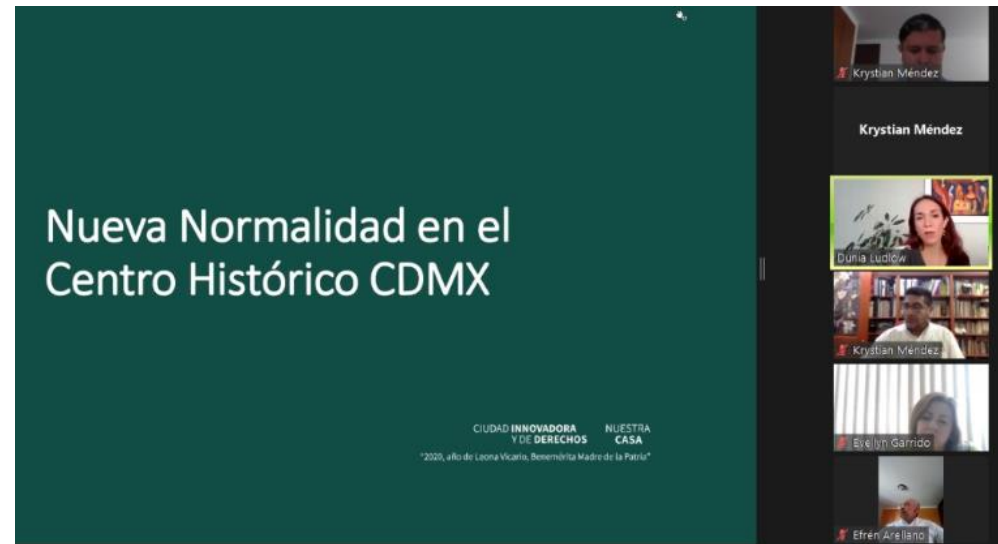 Nueva Normalidad en el
Centro Histórico CDMX
CIUDAD INNOVADORA
Y DE DERECHOS
NUESTRA
CASA
"2020, año de Leona Vicario, Benemérita Madre de la Patria"
Krystian Méndez
Krystian Méndez
Dunia Ludlow
Krystian Méndez
Evellyn Garrido
Efrén Arellano